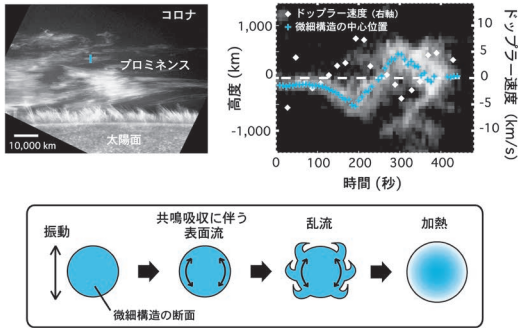 コロナ
プロミネンス
10,000 km
太陽面
ドップラー速度 (右軸)
微細構造の中心位置
1,000
0
-1,000
高度 (km)
0 100 200 300 400
時間 (秒)
10
5
0
-5
-10
ドップラー速度 (km/s)
振動
共鳴吸収に伴う
表面流
乱流
加熱
微細構造の断面